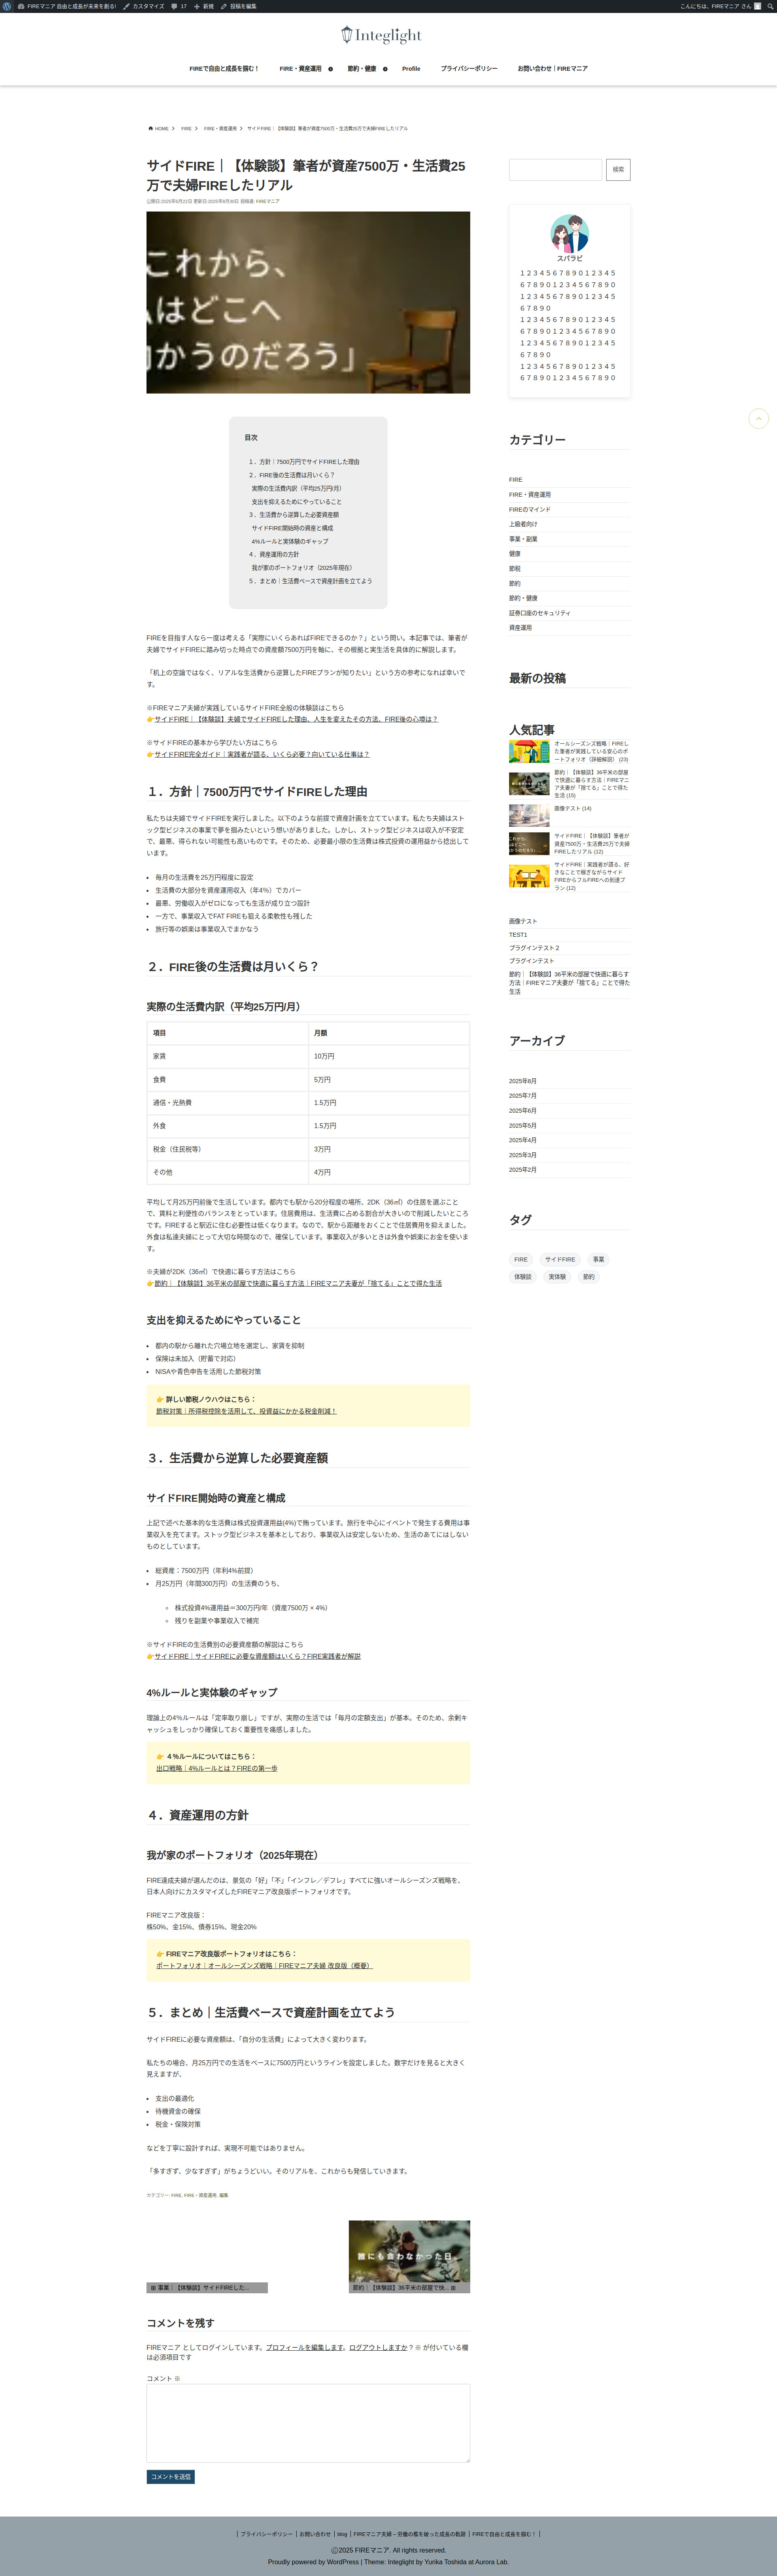 FIREマニア 自由と成長が未来を創る!
カスタマイズ
17
新規
投稿を編集
こんにちは、FIREマニア さん
Integlight
FIREで自由と成長を掴む！
FIRE・資産運用
節約・健康
Profile
プライバシーポリシー
お問い合わせ｜FIREマニア
HOME
FIRE
FIRE・資産運用
サイドFIRE｜【体験談】筆者が資産7500万・生活費25万で夫婦FIREしたリアル
サイドFIRE｜【体験談】筆者が資産7500万・生活費25
万で夫婦FIREしたリアル
公開日:2025年6月22日 更新日:2025年8月30日 投稿者: FIREマニア
これから、
はどこへ
かうのだろう）
目次
１．方針｜7500万円でサイドFIREした理由
２．FIRE後の生活費は月いくら？
実際の生活費内訳（平均25万円/月）
支出を抑えるためにやっていること
３．生活費から逆算した必要資産額
サイドFIRE開始時の資産と構成
4%ルールと実体験のギャップ
４．資産運用の方針
我が家のポートフォリオ（2025年現在）
５．まとめ｜生活費ベースで資産計画を立てよう
FIREを目指す人なら一度は考える「実際にいくらあればFIREできるのか？」という問い。本記事では、筆者が
夫婦でサイドFIREに踏み切った時点での資産額7500万円を軸に、その根拠と実生活を具体的に解説します。
「机上の空論ではなく、リアルな生活費から逆算したFIREプランが知りたい」という方の参考になれば幸いで
す。
※FIREマニア夫婦が実践しているサイドFIRE全般の体験談はこちら
👉サイドFIRE｜【体験談】夫婦でサイドFIREした理由、人生を変えたその方法、FIRE後の心境は？
※サイドFIREの基本から学びたい方はこちら
👉サイドFIRE完全ガイド｜実践者が語る、いくら必要？向いている仕事は？
１．方針｜7500万円でサイドFIREした理由
私たちは夫婦でサイドFIREを実行しました。以下のような前提で資産計画を立てています。私たち夫婦はスト
ック型ビジネスの事業で夢を掴みたいという想いがありました。しかし、ストック型ビジネスは収入が不安定
で、最悪、得られない可能性も高いものです。そのため、必要最小限の生活費は株式投資の運用益から捻出して
います。
毎月の生活費を25万円程度に設定
生活費の大部分を資産運用収入（年4%）でカバー
最悪、労働収入がゼロになっても生活が成り立つ設計
一方で、事業収入でFAT FIREも狙える柔軟性も残した
旅行等の娯楽は事業収入でまかなう
２．FIRE後の生活費は月いくら？
実際の生活費内訳（平均25万円/月）
項目 月額
家賃 10万円
食費 5万円
通信・光熱費 1.5万円
外食 1.5万円
税金（住民税等） 3万円
その他 4万円
平均して月25万円前後で生活しています。都内でも駅から20分程度の場所、2DK（36㎡）の住居を選ぶこと
で、賃料と利便性のバランスをとっています。住居費用は、生活費に占める割合が大きいので削減したいところ
です。FIREすると駅近に住む必要性は低くなります。なので、駅から距離をおくことで住居費用を抑えました。
外食は私達夫婦にとって大切な時間なので、確保しています。事業収入が多いときは外食や娯楽にお金を使いま
す。
※夫婦が2DK（36㎡）で快適に暮らす方法はこちら
👉節約｜【体験談】36平米の部屋で快適に暮らす方法｜FIREマニア夫妻が「捨てる」ことで得た生活
支出を抑えるためにやっていること
都内の駅から離れた穴場立地を選定し、家賃を抑制
保険は未加入（貯蓄で対応）
NISAや青色申告を活用した節税対策
👉 詳しい節税ノウハウはこちら：
節税対策｜所得税控除を活用して、投資益にかかる税金削減！
３．生活費から逆算した必要資産額
サイドFIRE開始時の資産と構成
上記で述べた基本的な生活費は株式投資運用益(4%)で賄っています。旅行を中心にイベントで発生する費用は事
業収入を充てます。ストック型ビジネスを基本としており、事業収入は安定しないため、生活のあてにはしない
ものとしています。
総資産：7500万円（年利4%前提）
月25万円（年間300万円）の生活費のうち、
株式投資4%運用益＝300万円/年（資産7500万 × 4%）
残りを副業や事業収入で補完
※サイドFIREの生活費別の必要資産額の解説はこちら
👉サイドFIRE｜サイドFIREに必要な資産額はいくら？FIRE実践者が解説
4%ルールと実体験のギャップ
理論上の4％ルールは「定率取り崩し」ですが、実際の生活では「毎月の定額支出」が基本。そのため、余剰キ
ャッシュをしっかり確保しておく重要性を痛感しました。
👉 ４％ルールについてはこちら：
出口戦略｜4%ルールとは？FIREの第一歩
４．資産運用の方針
我が家のポートフォリオ（2025年現在）
FIRE達成夫婦が選んだのは、景気の「好」「不」「インフレ／デフレ」すべてに強いオールシーズンズ戦略を、
日本人向けにカスタマイズしたFIREマニア改良版ポートフォリオです。
FIREマニア改良版：
株50%、金15%、債券15%、現金20%
👉 FIREマニア改良版ポートフォリオはこちら：
ポートフォリオ｜オールシーズンズ戦略｜FIREマニア夫婦 改良版（概要）
５．まとめ｜生活費ベースで資産計画を立てよう
サイドFIREに必要な資産額は、「自分の生活費」によって大きく変わります。
私たちの場合、月25万円での生活をベースに7500万円というラインを設定しました。数字だけを見ると大きく
見えますが、
支出の最適化
待機資金の確保
税金・保険対策
などを丁寧に設計すれば、実現不可能ではありません。
「多すぎず、少なすぎず」がちょうどいい。そのリアルを、これからも発信していきます。
カテゴリー: FIRE, FIRE・資産運用, 編集
事業｜【体験談】サイドFIREした...
誰にも会わなかった日、
節約｜【体験談】36平米の部屋で快...
コメントを残す
FIREマニア としてログインしています。プロフィールを編集します。ログアウトしますか？ ※ が付いている欄
は必須項目です
コメント ※
コメントを送信
検索
スパラビ
１２３４５６７８９０１２３４５
６７８９０１２３４５６７８９０
１２３４５６７８９０１２３４５
６７８９０
１２３４５６７８９０１２３４５
６７８９０１２３４５６７８９０
１２３４５６７８９０１２３４５
６７８９０
１２３４５６７８９０１２３４５
６７８９０１２３４５６７８９０
カテゴリー
FIRE
FIRE・資産運用
FIREのマインド
上級者向け
事業・副業
健康
節税
節約
節約・健康
証券口座のセキュリティ
資産運用
最新の投稿
人気記事
オールシーズンズ戦略｜FIREし
た筆者が実践している安心のポ
ートフォリオ（詳細解説） (23)
節約｜【体験談】36平米の部屋
で快適に暮らす方法｜FIREマニ
ア夫妻が「捨てる」ことで得た
生活 (15)
画像テスト (14)
サイドFIRE｜【体験談】筆者が
資産7500万・生活費25万で夫婦
FIREしたリアル (12)
サイドFIRE｜実践者が語る、好
きなことで稼ぎながらサイド
FIREからフルFIREへの到達プ
ラン (12)
画像テスト
TEST1
プラグインテスト２
プラグインテスト
節約｜【体験談】36平米の部屋で快適に暮らす
方法｜FIREマニア夫妻が「捨てる」ことで得た
生活
アーカイブ
2025年8月
2025年7月
2025年6月
2025年5月
2025年4月
2025年3月
2025年2月
タグ
FIRE
サイドFIRE
事業
体験談
実体験
節約
プライバシーポリシー
お問い合わせ
blog
FIREマニア夫婦 – 労働の檻を破った成長の軌跡
FIREで自由と成長を掴む！
Ⓒ2025 FIREマニア. All rights reserved.
Proudly powered by WordPress | Theme: Integlight by Yurika Toshida at Aurora Lab.